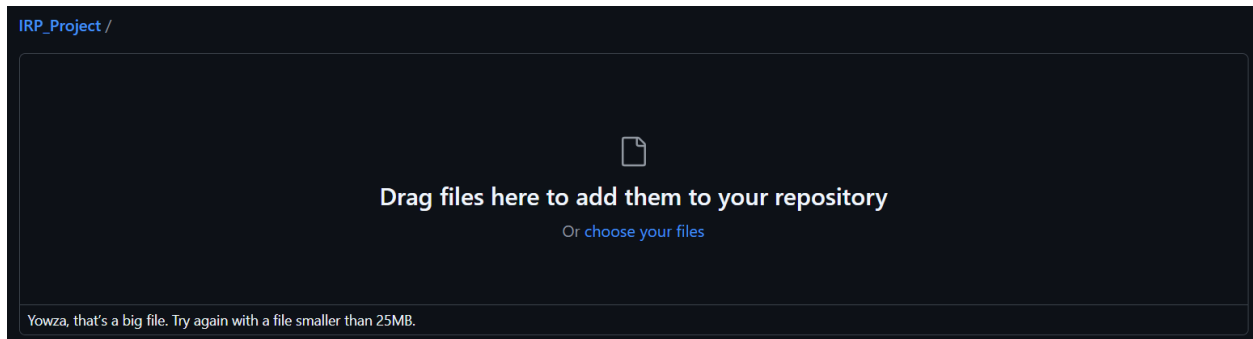 IRP_Project /
Drag files here to add them to your repository
Or choose your files
Yowza, that’s a big file. Try again with a file smaller than 25MB.